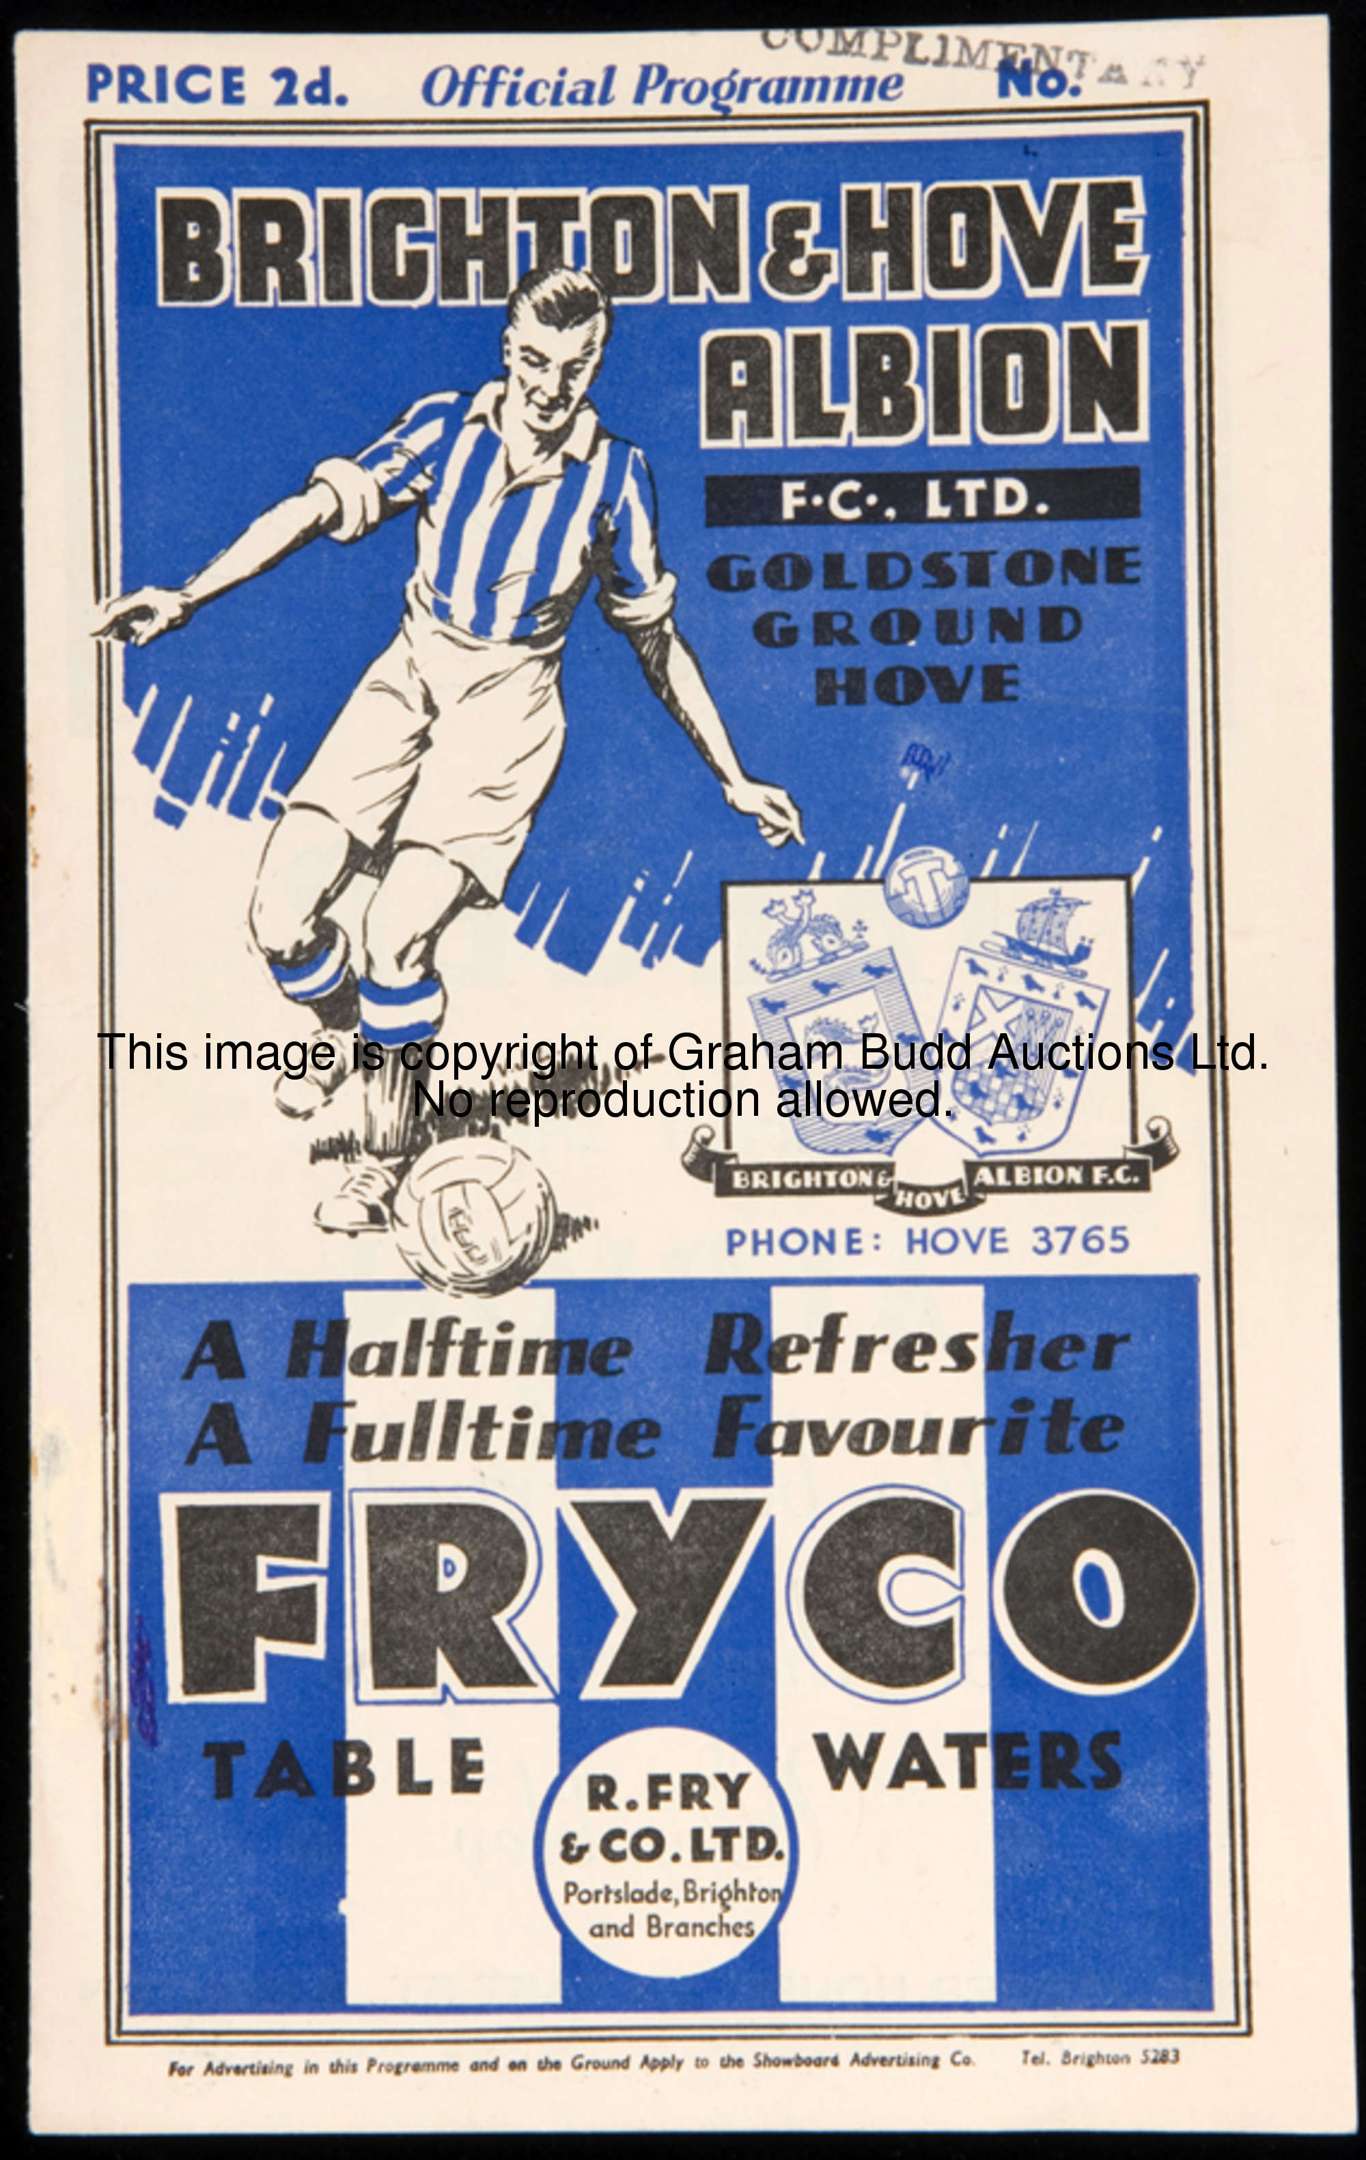 COMPLIMENTARY
PRICE 2d. Official Programme No.
BRIGHTON & HOVE
ALBION
F.C., LTD.
GOLDSTONE
GROUND
HOVE
This image is copyright of Graham Budd Auctions Ltd.
No reproduction allowed.
BRIGHTON & HOVE ALBION F.C.
PHONE: HOVE 3765
A Halftime Refresher
A Fulltime Favourite
FRYCO
TABLE WATERS
R. FRY
& CO. LTD.
Portslade, Brighton
and Branches
For Advertising in this Programme and on the Ground Apply to the Showboard Advertising Co. Tel. Brighton 5283